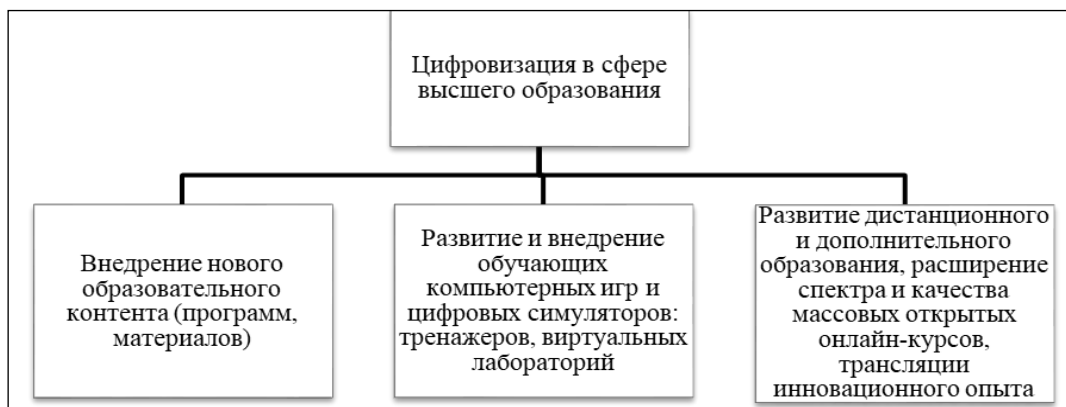 Цифровизация в сфере
высшего образования
Внедрение нового
образовательного
контента (программ,
материалов)
Развитие и внедрение
обучающих
компьютерных игр и
цифровых симуляторов:
тренажеров, виртуальных
лабораторий
Развитие дистанционного
и дополнительного
образования, расширение
спектра и качества
массовых открытых
онлайн-курсов,
трансляции
инновационного опыта